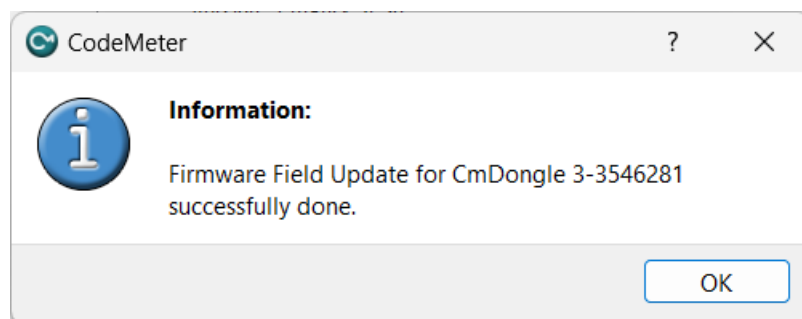 CodeMeter
?
Information:
Firmware Field Update for CmDongle 3-3546281
successfully done.
OK